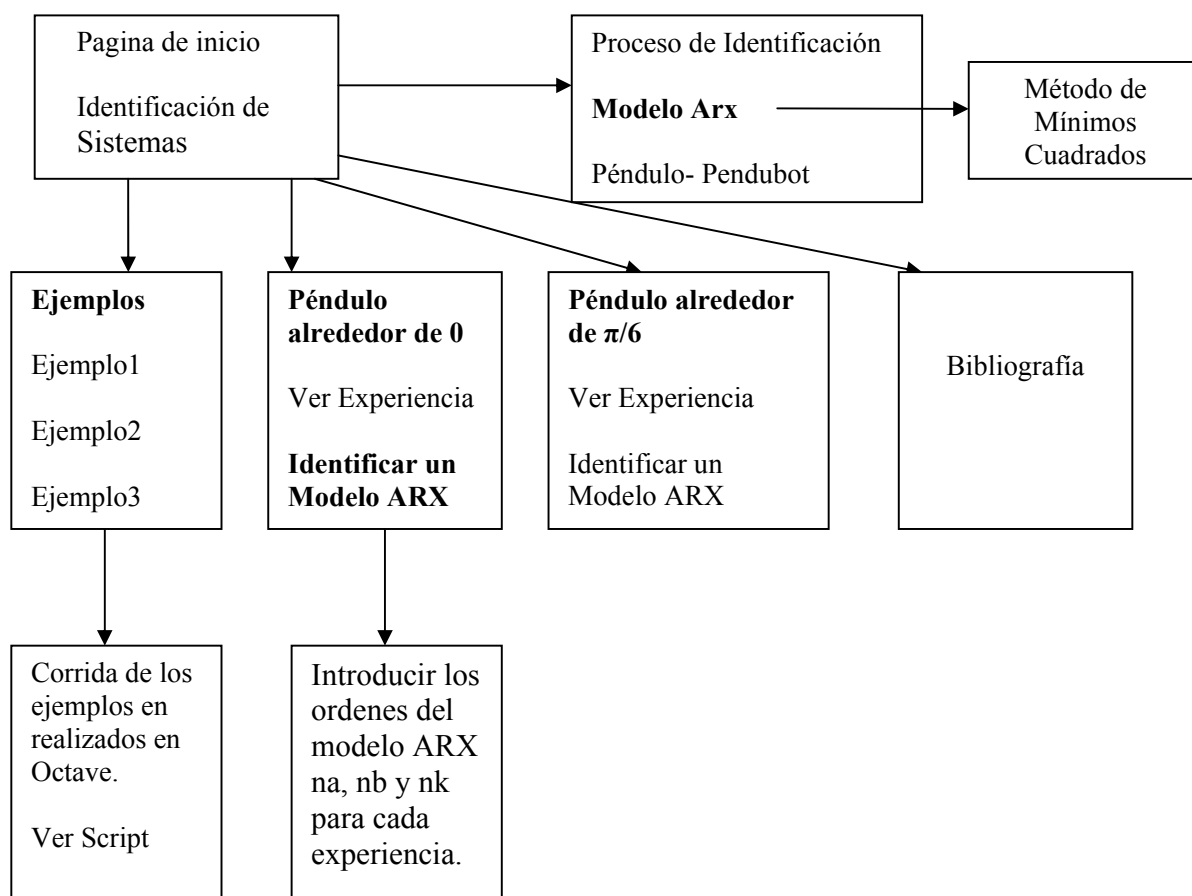 Pagina de inicio
Identificación de
Sistemas
Proceso de Identificación
Modelo Arx
Péndulo- Pendubot
Método de
Mínimos
Cuadrados
Ejemplos
Ejemplo1
Ejemplo2
Ejemplo3
Péndulo
alrededor de 0
Ver Experiencia
Identificar un
Modelo ARX
Péndulo alrededor
de π/6
Ver Experiencia
Identificar un
Modelo ARX
Bibliografía
Corrida de los
ejemplos en
realizados en
Octave.
Ver Script
Introducir los
ordenes del
modelo ARX
na, nb y nk
para cada
experiencia.